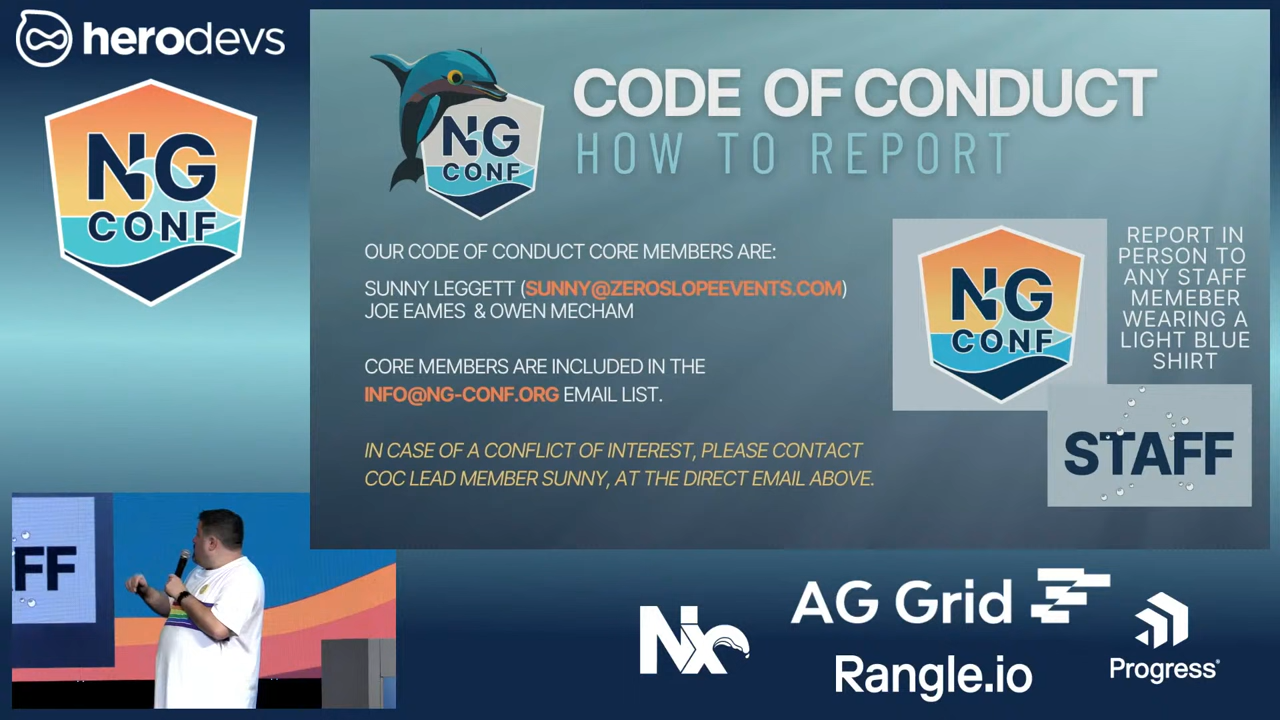 herodevs
NG
CONF
NG
CONF
CODE OF CONDUCT
HOW TO REPORT
OUR CODE OF CONDUCT CORE MEMBERS ARE:
SUNNY LEGGETT (SUNNY@ZEROSLOPEEVENTS.COM)
JOE EAMES & OWEN MECHAM
CORE MEMBERS ARE INCLUDED IN THE
INFO@NG-CONF.ORG EMAIL LIST.
IN CASE OF A CONFLICT OF INTEREST, PLEASE CONTACT
COC LEAD MEMBER SUNNY, AT THE DIRECT EMAIL ABOVE.
NG
CONF
REPORT IN
PERSON TO
ANY STAFF
MEMEBER
WEARING A
LIGHT BLUE
SHIRT
STAFF
FF
Nx
AG Grid
Rangle.io
Progress